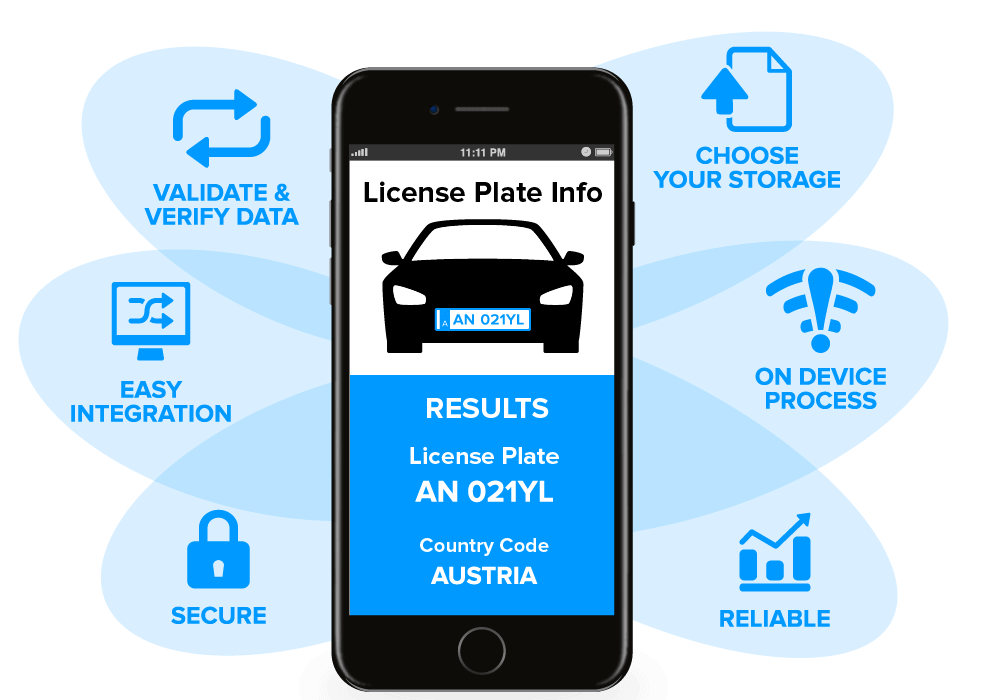 VALIDATE &
VERIFY DATA
EASY
INTEGRATION
SECURE
11:11 PM
License Plate Info
A AN 021YL
RESULTS
License Plate
AN 021YL
Country Code
AUSTRIA
CHOOSE
YOUR STORAGE
ON DEVICE
PROCESS
RELIABLE